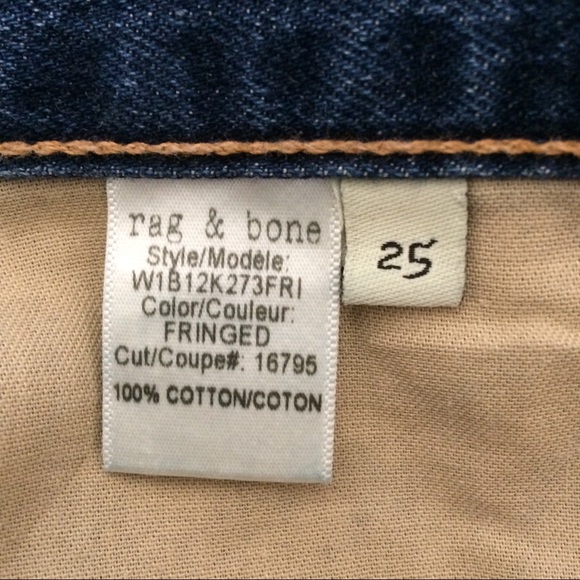 rag & bone
Style/Modèle:
W1B12K273FRI
Color/Couleur:
FRINGED
Cut/Coupe#: 16795
100% COTTON/COTON
25